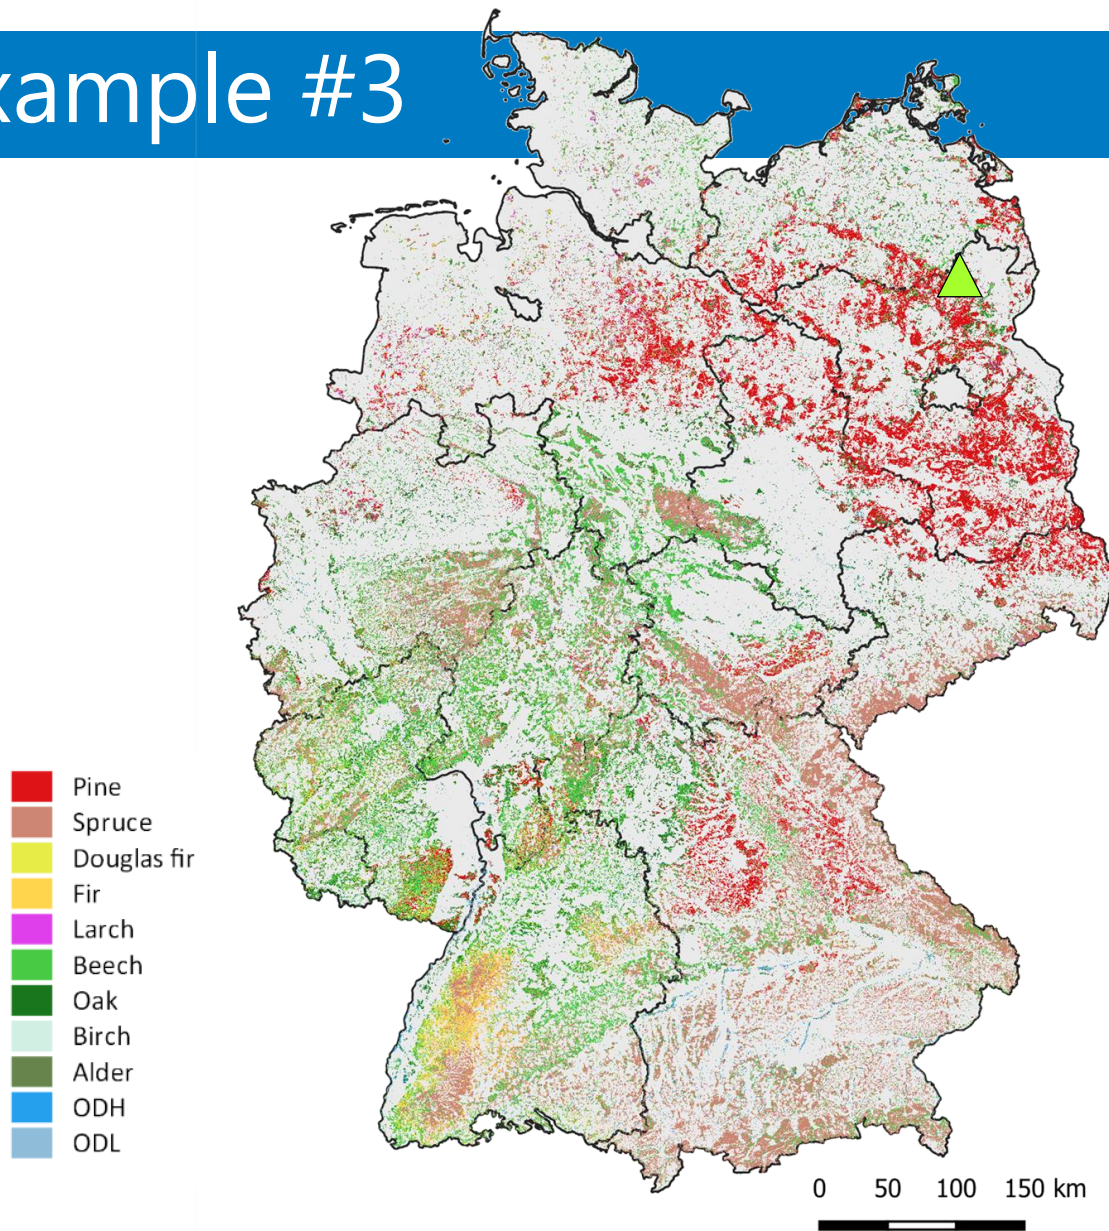 xample #3
Pine
Spruce
Douglas fir
Fir
Larch
Beech
Oak
Birch
Alder
ODH
ODL
0 50 100 150 km